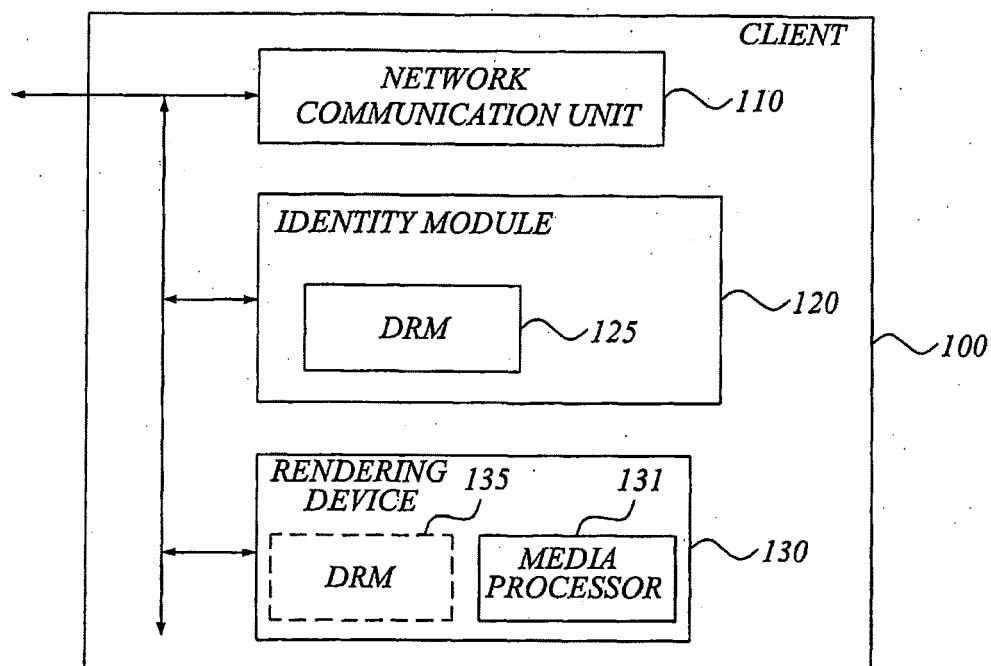 CLIENT
NETWORK
COMMUNICATION UNIT
110
IDENTITY MODULE
DRM
125
120
100
RENDERING
DEVICE
135
131
DRM
MEDIA
PROCESSOR
130